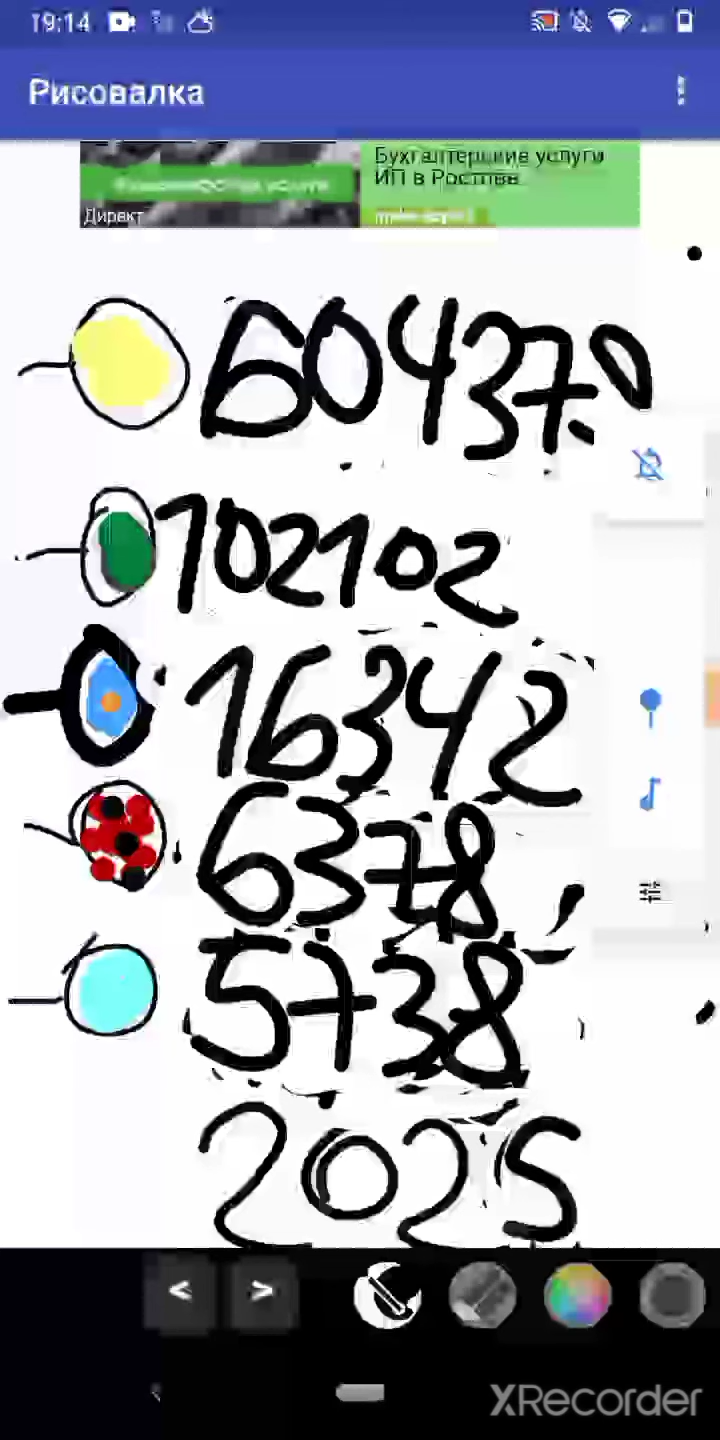 19:14
Рисовалка
Бухгалтерские услуги
ИП в Ростове
Директ
604370
102102
16342
6378
5738
2025
< >
XRecorder